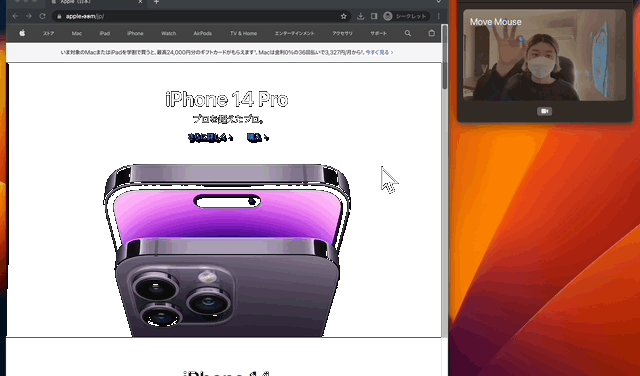 Apple (日本)
apple.com/jp/
シークレット
ストア Mac iPad iPhone Watch AirPods TV & Home エンターテインメント アクセサリ サポート
いま対象のMacまたはiPadを学割で買うと、最高24,000円分のギフトカードがもらえます¹。Macは金利0%の36回払いで3,327円/月から²。今すぐ見る >
iPhone 14 Pro
プロを超えたプロ。
購入 >
iPhone 14
Move Mouse